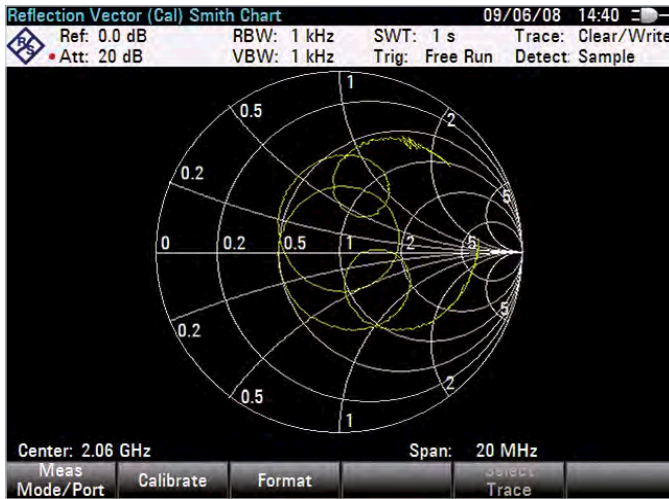 Reflection Vector (Cal) Smith Chart 09/06/08 14:40
Ref: 0.0 dB RBW: 1 kHz SWT: 1 s Trace: Clear/Write
Att: 20 dB VBW: 1 kHz Trig: Free Run Detect: Sample
R&S
1
0.5 2
0.2 5
0 0.2 0.5 1 2 5
0.2 5
0.5 2
1
Center: 2.06 GHz Span: 20 MHz
Meas Mode/Port Calibrate Format Select Trace